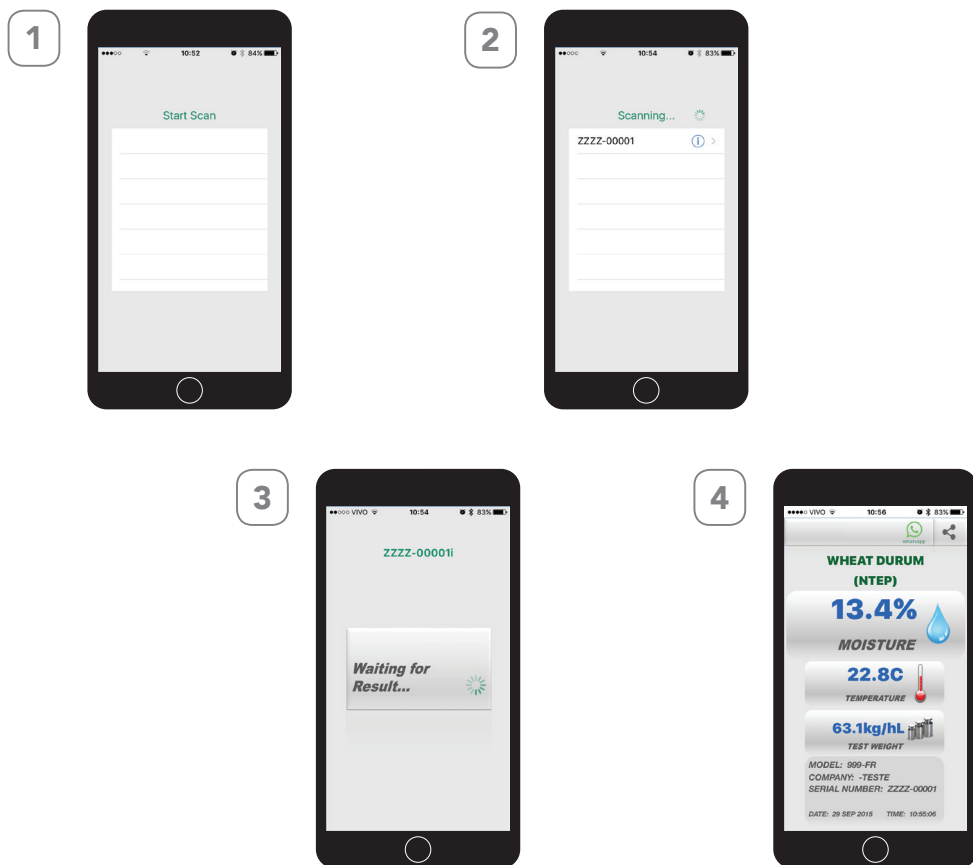 1
10:52
84%
Start Scan
2
10:54
83%
Scanning...
ZZZZ-00001
3
VIVO
10:54
83%
ZZZZ-00001i
Waiting for
Result...
4
VIVO
10:56
83%
WhatsApp
WHEAT DURUM
(NTEP)
13.4%
MOISTURE
22.8C
TEMPERATURE
63.1kg/hL
TEST WEIGHT
MODEL: 999-FR
COMPANY: -TESTE
SERIAL NUMBER: ZZZZ-00001
DATE: 29 SEP 2015 TIME: 10:55:06